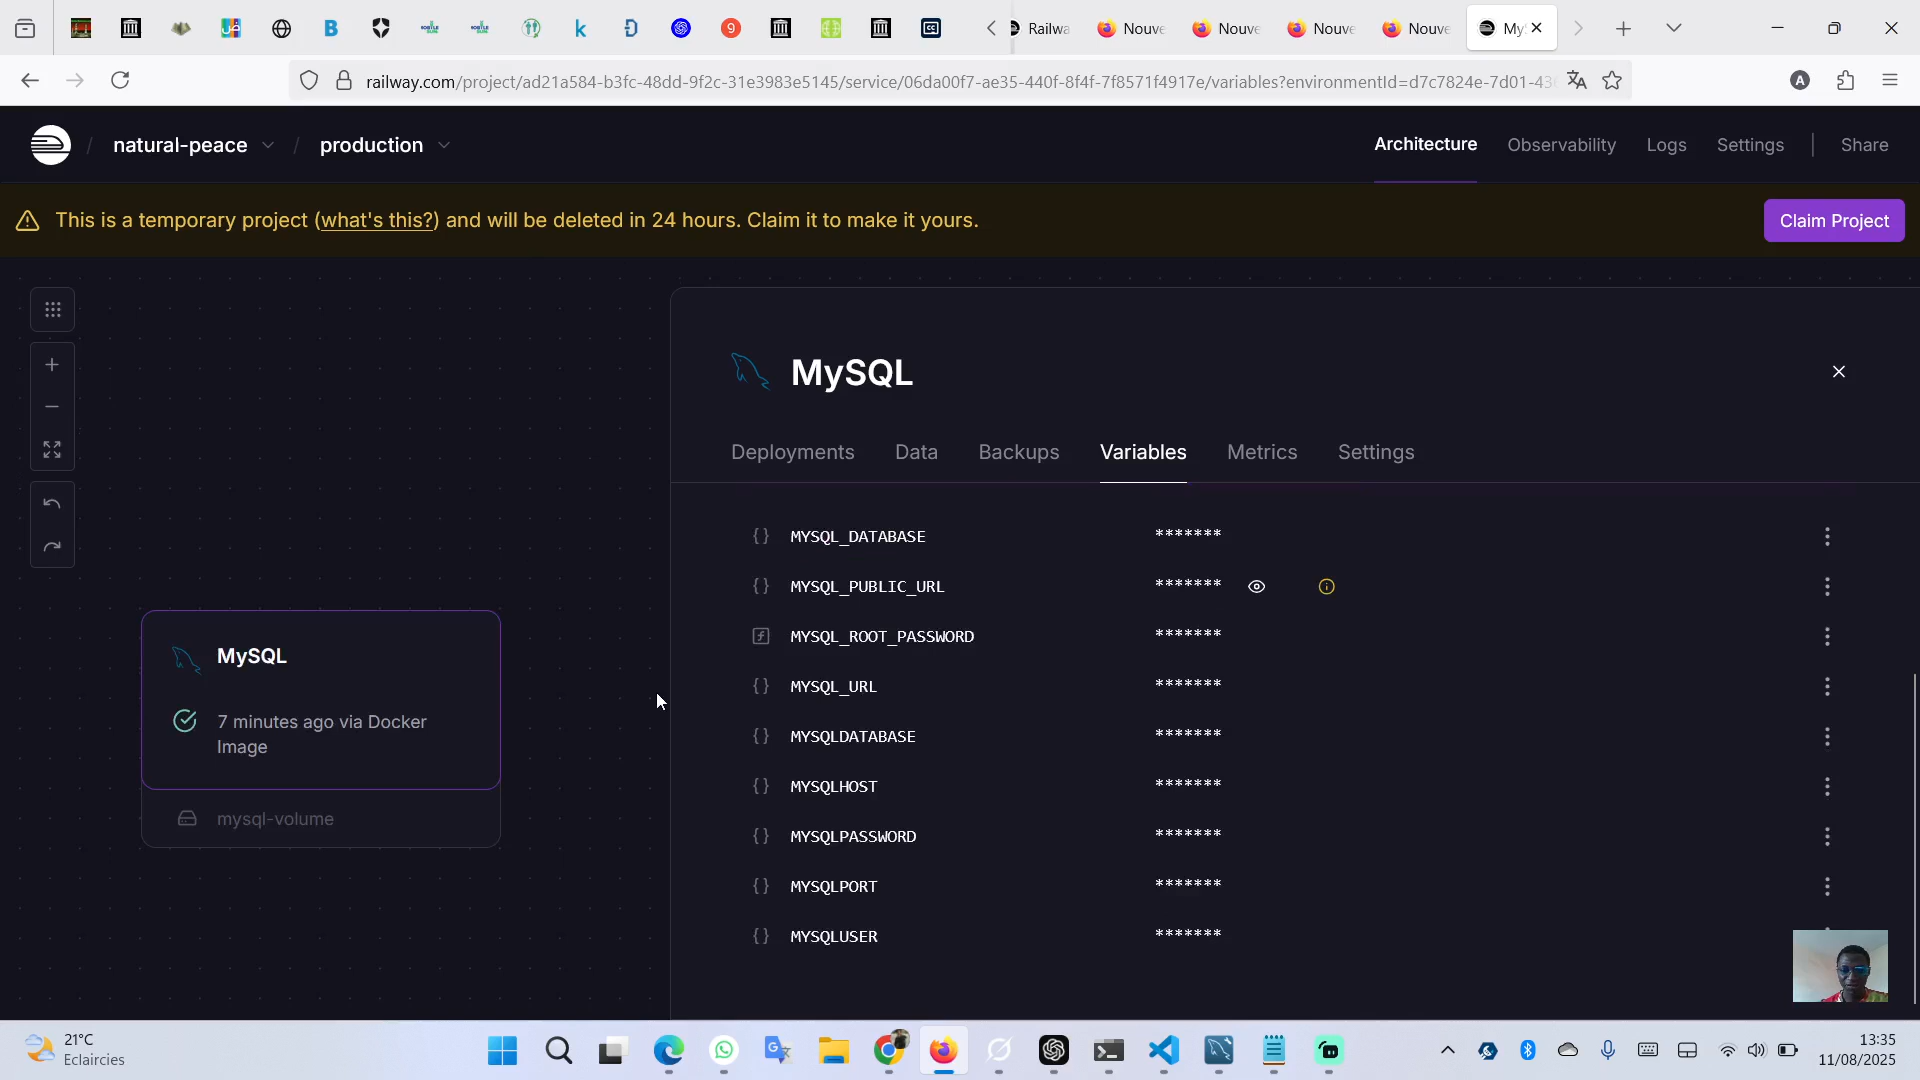 Railwa
Nouve
Nouve
Nouve
Nouve
My
railway.com/project/ad21a584-b3fc-48dd-9f2c-31e3983e5145/service/06da00f7-ae35-440f-8f4f-7f8571f4917e/variables?environmentId=d7c7824e-7d01-43
A
natural-peace
/
production
Architecture
Observability
Logs
Settings
Share
This is a temporary project (what's this?) and will be deleted in 24 hours. Claim it to make it yours.
Claim Project
MySQL
Deployments
Data
Backups
Variables
Metrics
Settings
MYSQL_DATABASE *******
MYSQL_PUBLIC_URL *******
MYSQL_ROOT_PASSWORD *******
MYSQL_URL *******
MYSQLDATABASE *******
MYSQLHOST *******
MYSQLPASSWORD *******
MYSQLPORT *******
MYSQLUSER *******
MySQL
7 minutes ago via Docker
Image
mysql-volume
21°C
Eclaircies
13:35
11/08/2025